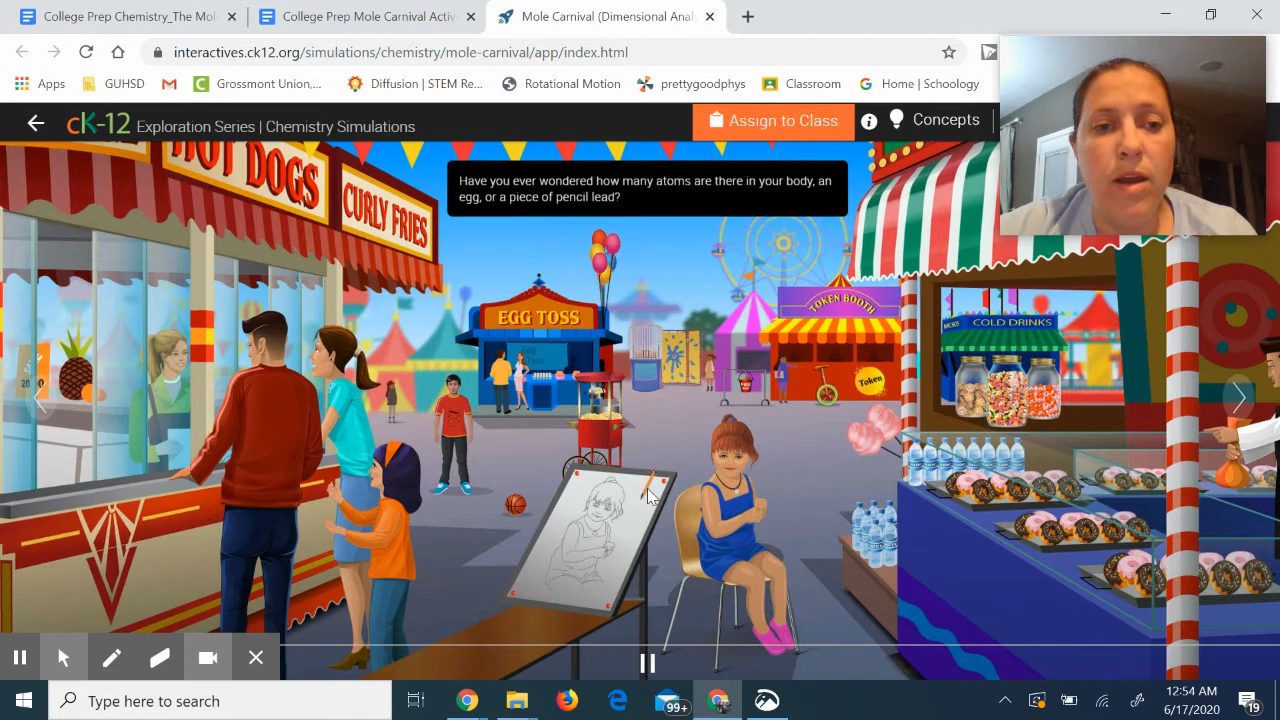 College Prep Chemistry_The Mol
College Prep Mole Carnival Acti
Mole Carnival (Dimensional Anal
interactives.ck12.org/simulations/chemistry/mole-carnival/app/index.html
Apps
GUHSD
Grossmont Union,...
Diffusion | STEM Re...
Rotational Motion
prettygoodphys
Classroom
Home | Schoology
cK-12 Exploration Series | Chemistry Simulations
Assign to Class
Concepts
HOT DOGS
CURLY FRIES
Have you ever wondered how many atoms are there in your body, an
egg, or a piece of pencil lead?
EGG TOSS
Egg
Toss
TOKEN BOOTH
Token
COLD DRINKS
Type here to search
99+
12:54 AM
6/17/2020
19